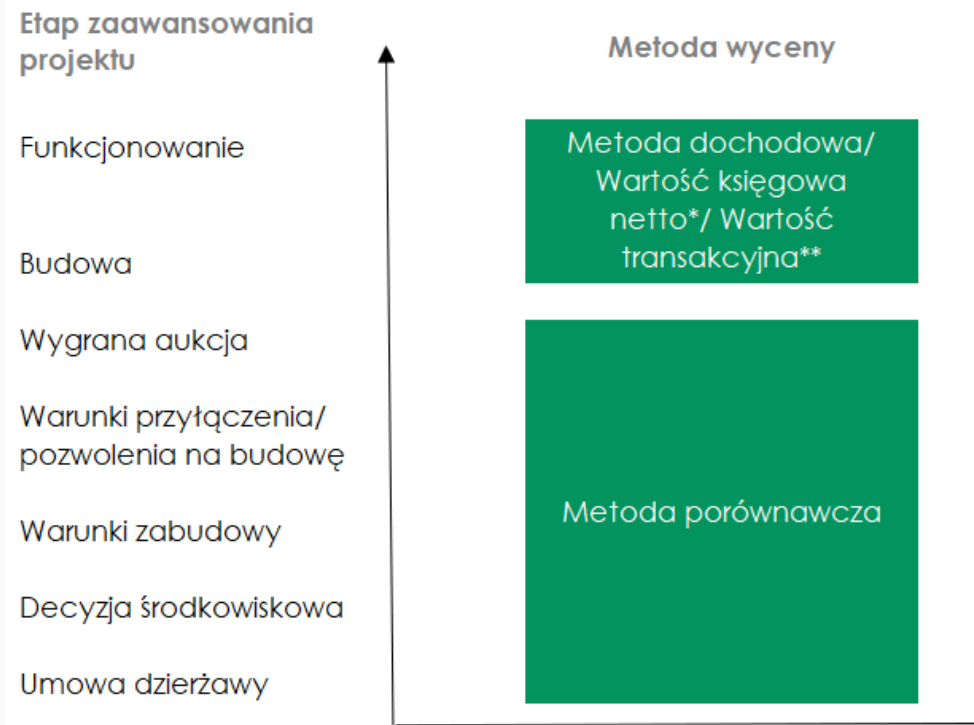 Etap zaawansowania
projektu
Metoda wyceny
Funkcjonowanie
Metoda dochodowa/
Wartość księgowa
netto*/ Wartość
transakcyjna**
Budowa
Wygrana aukcja
Warunki przyłączenia/
pozwolenia na budowę
Metoda porównawcza
Warunki zabudowy
Decyzja środkowiskowa
Umowa dzierżawy